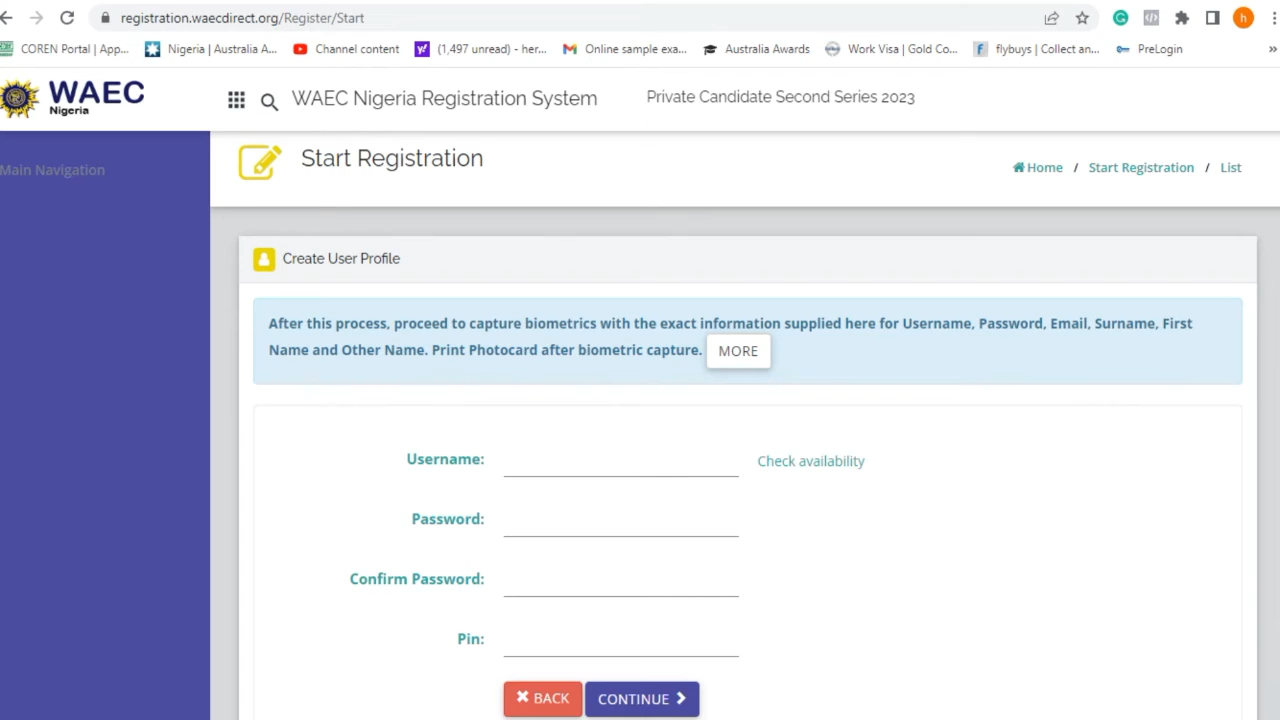 registration.waecdirect.org/Register/Start
h
COREN Portal | App...
Nigeria | Australia A...
Channel content
(1,497 unread) - her...
Online sample exa...
Australia Awards
Work Visa | Gold Co...
flybuys | Collect an...
PreLogin
»
WAEC
Nigeria
WAEC Nigeria Registration System
Private Candidate Second Series 2023
Main Navigation
Start Registration
Home / Start Registration / List
Create User Profile
After this process, proceed to capture biometrics with the exact information supplied here for Username, Password, Email, Surname, First
Name and Other Name. Print Photocard after biometric capture. MORE
Username:
Check availability
Password:
Confirm Password:
Pin:
BACK
CONTINUE